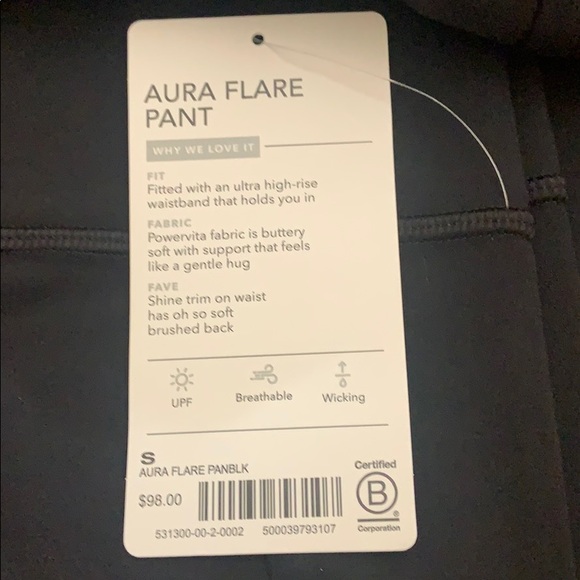 AURA FLARE
PANT
WHY WE LOVE IT
FIT
Fitted with an ultra high-rise
waistband that holds you in
FABRIC
Powervita fabric is buttery
soft with support that feels
like a gentle hug
FAVE
Shine trim on waist
has oh so soft
brushed back
UPF Breathable Wicking
S
AURA FLARE PANBLK
$98.00
531300-00-2-0002 500039793107
Certified
B
®
Corporation